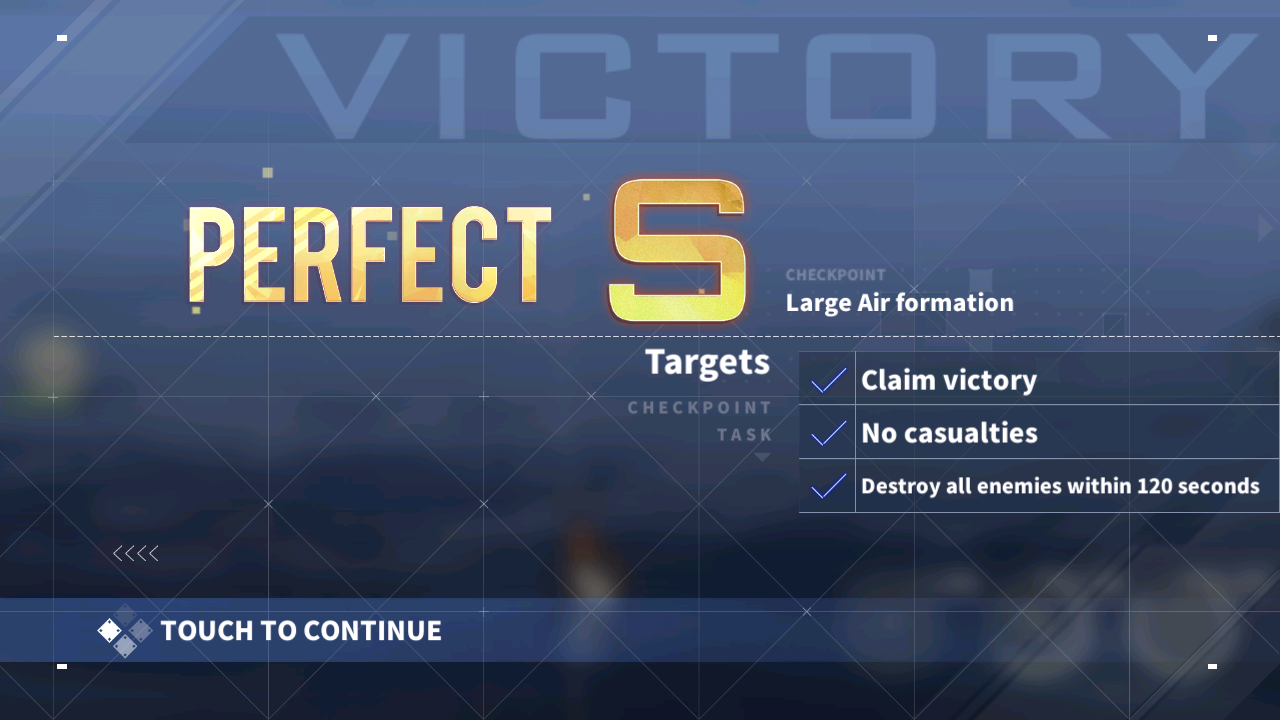 VICTORY
PERFECT S
CHECKPOINT
Large Air formation
Targets
CHECKPOINT
TASK
Claim victory
No casualties
Destroy all enemies within 120 seconds
TOUCH TO CONTINUE